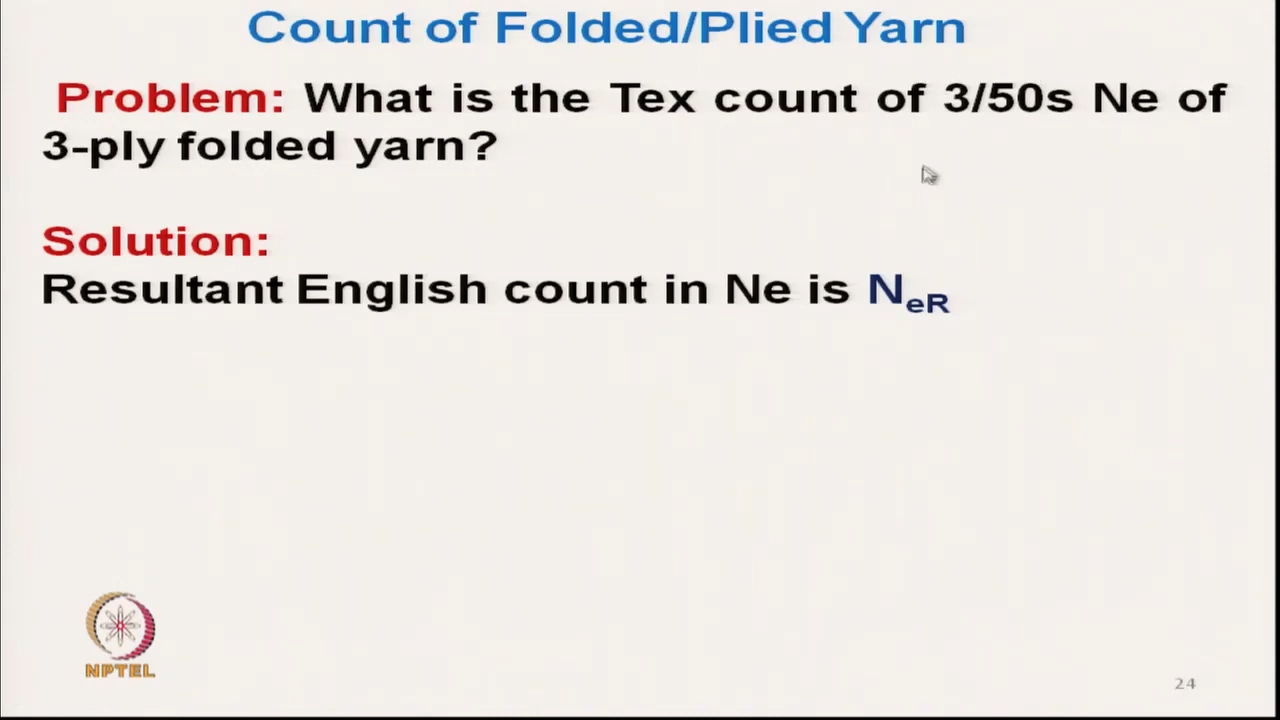 Count of Folded/Plied Yarn
Problem: What is the Tex count of 3/50s Ne of
3-ply folded yarn?
Solution:
Resultant English count in Ne is NeR
NPTEL
24